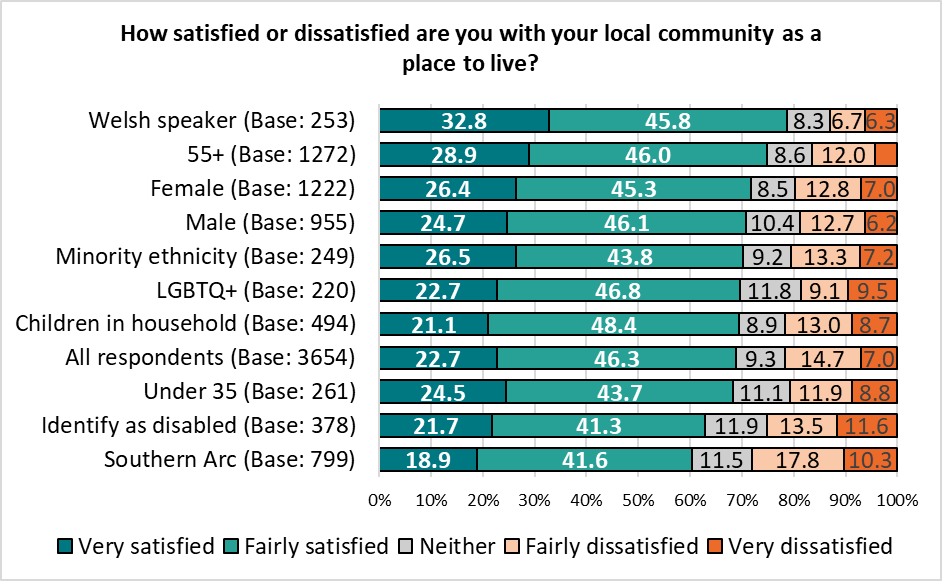 How satisfied or dissatisfied are you with your local community as a
place to live?
Welsh speaker (Base: 253) 32.8 45.8 8.3 6.7 6.3
55+ (Base: 1272) 28.9 46.0 8.6 12.0
Female (Base: 1222) 26.4 45.3 8.5 12.8 7.0
Male (Base: 955) 24.7 46.1 10.4 12.7 6.2
Minority ethnicity (Base: 249) 26.5 43.8 9.2 13.3 7.2
LGBTQ+ (Base: 220) 22.7 46.8 11.8 9.1 9.5
Children in household (Base: 494) 21.1 48.4 8.9 13.0 8.7
All respondents (Base: 3654) 22.7 46.3 9.3 14.7 7.0
Under 35 (Base: 261) 24.5 43.7 11.1 11.9 8.8
Identify as disabled (Base: 378) 21.7 41.3 11.9 13.5 11.6
Southern Arc (Base: 799) 18.9 41.6 11.5 17.8 10.3
0% 10% 20% 30% 40% 50% 60% 70% 80% 90% 100%
Very satisfied Fairly satisfied Neither Fairly dissatisfied Very dissatisfied